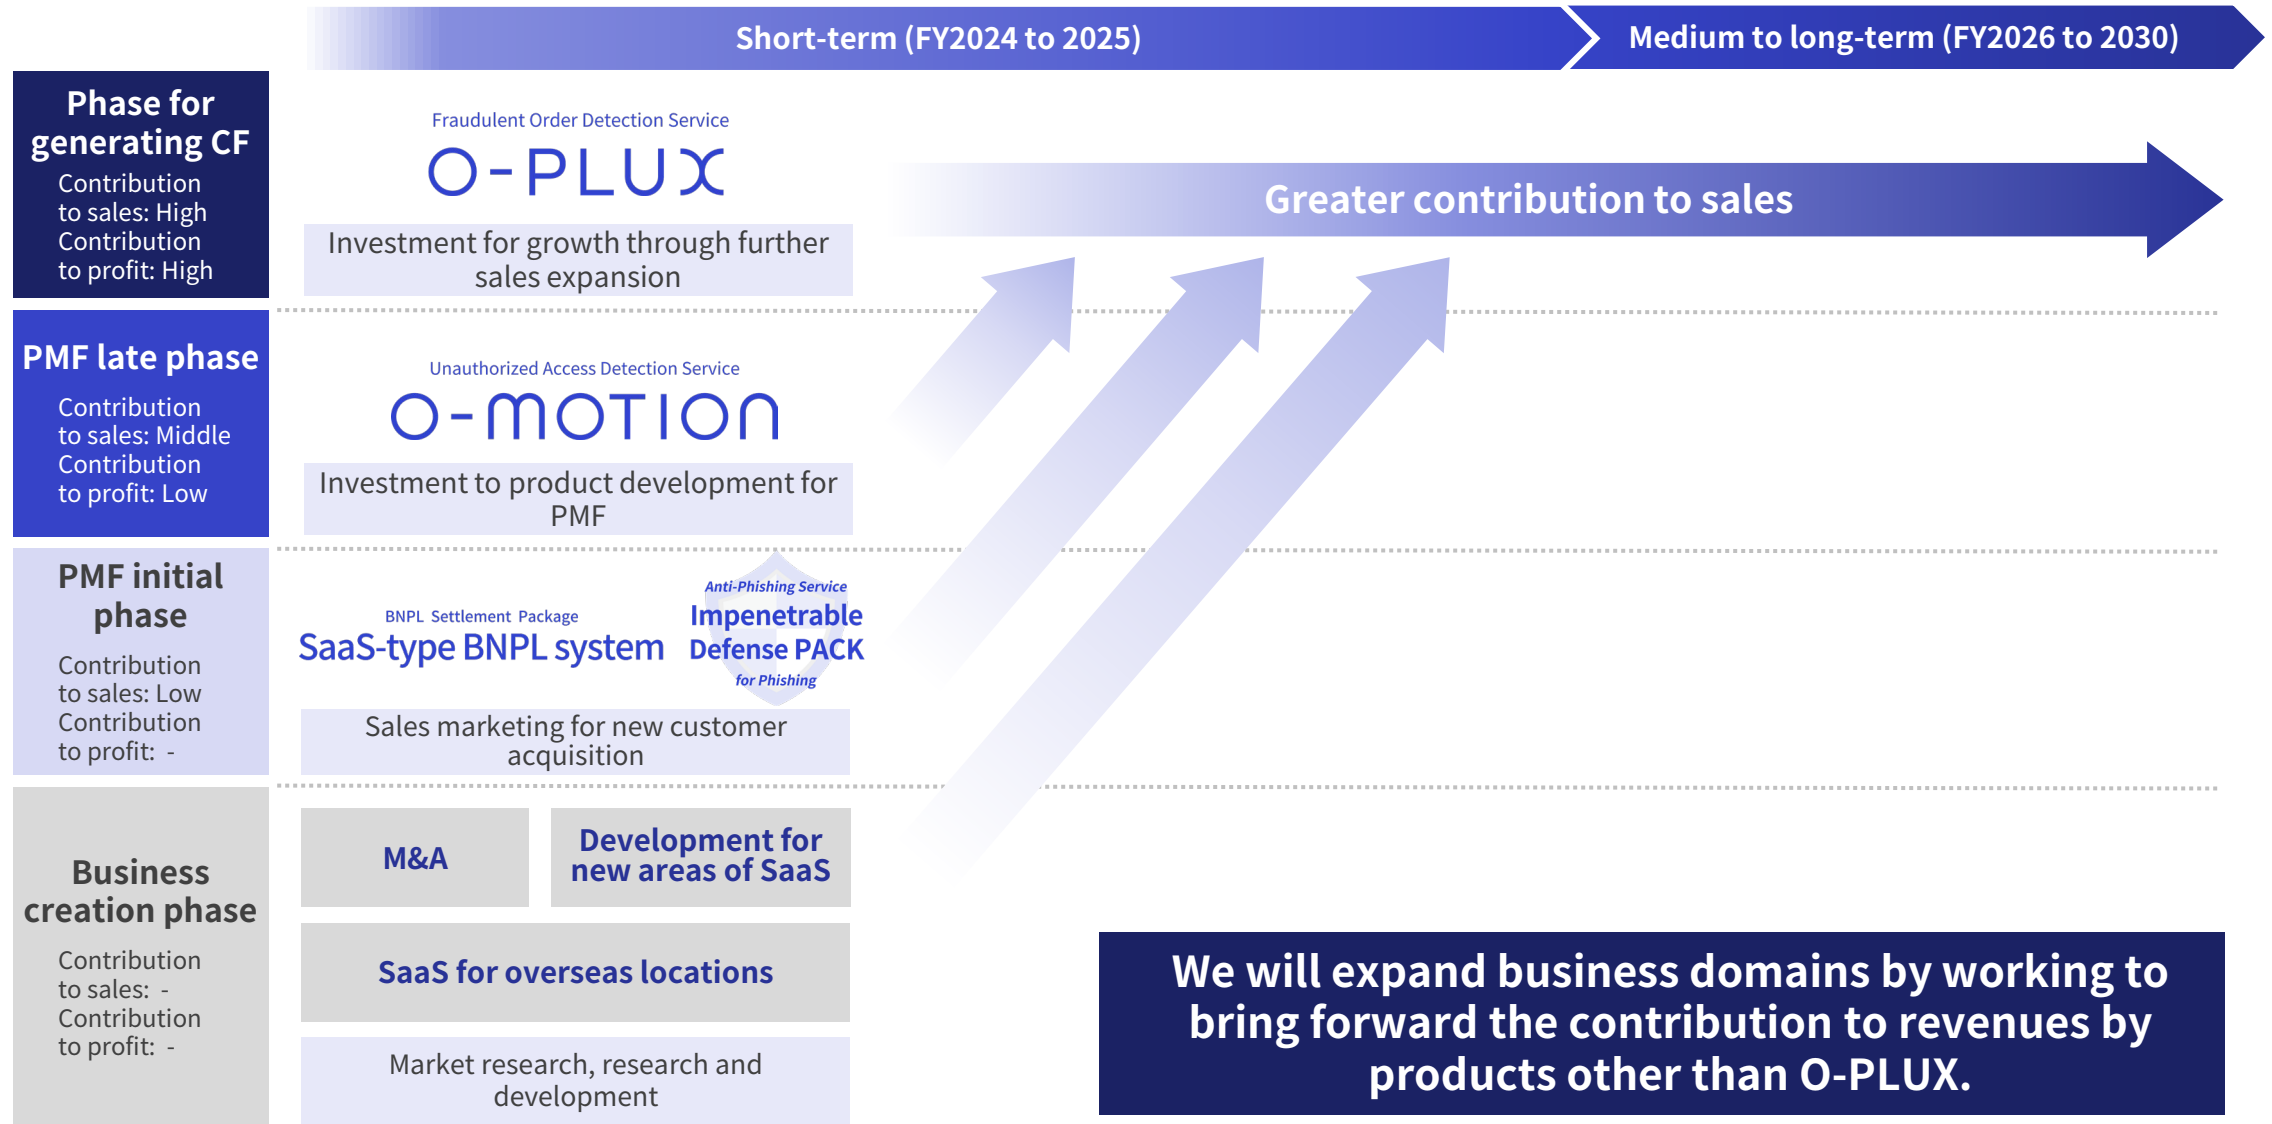 Short-term (FY2024 to 2025)
Medium to long-term (FY2026 to 2030)
Phase for
generating CF
Contribution
to sales: High
Contribution
to profit: High
Fraudulent Order Detection Service
O-PLUX
Investment for growth through further
sales expansion
Greater contribution to sales
PMF late phase
Contribution
to sales: Middle
Contribution
to profit: Low
Unauthorized Access Detection Service
O-MOTION
Investment to product development for
PMF
PMF initial
phase
Contribution
to sales: Low
Contribution
to profit: -
BNPL Settlement Package
SaaS-type BNPL system
Anti-Phishing Service
Impenetrable
Defense PACK
for Phishing
Sales marketing for new customer
acquisition
Business
creation phase
Contribution
to sales: -
Contribution
to profit: -
M&A
Development for
new areas of SaaS
SaaS for overseas locations
Market research, research and
development
We will expand business domains by working to
bring forward the contribution to revenues by
products other than O-PLUX.